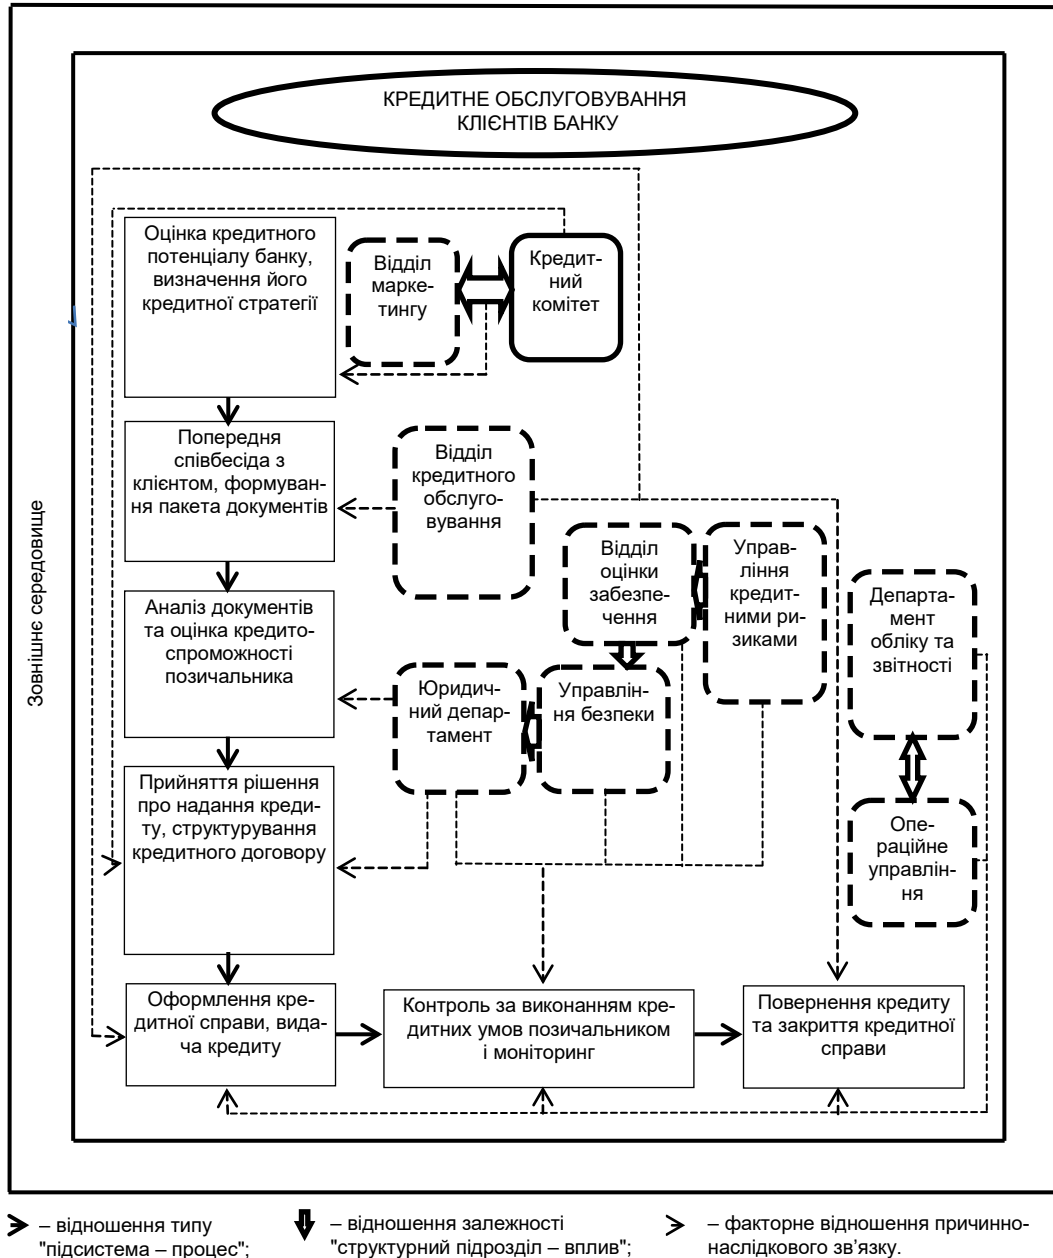 КРЕДИТНЕ ОБСЛУГОВУВАННЯ
КЛІЄНТІВ БАНКУ
Зовнішнє середовище
Оцінка кредитного
потенціалу банку,
визначення його
кредитної стратегії
Відділ
марке-
тингу
Кредит-
ний
комітет
Попередня
співбесіда з
клієнтом, формуван-
ня пакета документів
Відділ
кредитного
обслуго-
вування
Відділ
оцінки
забезпе-
чення
Управ-
ління
кредит-
ними ри-
зиками
Департа-
мент
обліку та
звітності
Аналіз документів
та оцінка кредито-
спроможності
позичальника
Юридич-
ний депар-
тамент
Управлін-
ня безпеки
Прийняття рішення
про надання креди-
ту, структурування
кредитного договору
Опе-
раційне
управлін-
ня
Оформлення кре-
дитної справи, вида-
ча кредиту
Контроль за виконанням кре-
дитних умов позичальником
і моніторинг
Повернення кредиту
та закриття кредитної
справи
– відношення типу
"підсистема – процес";
– відношення залежності
"структурний підрозділ – вплив";
– факторне відношення причинно-
наслідкового зв’язку.